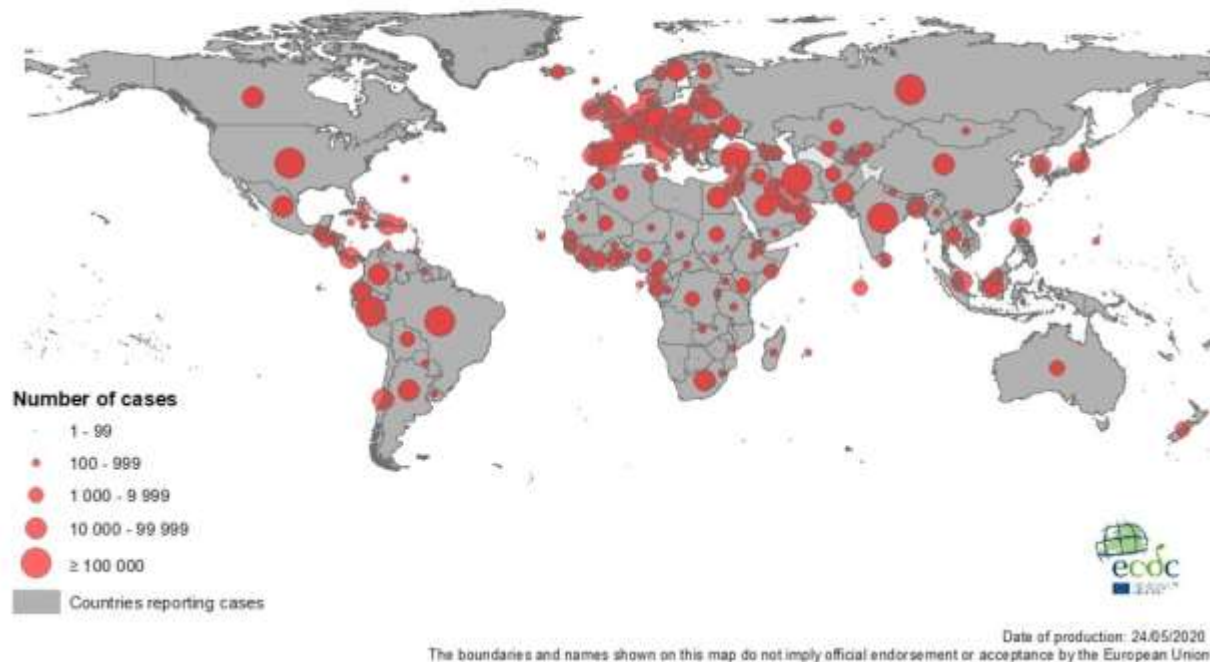 Number of cases
1 - 99
100 - 999
1 000 - 9 999
10 000 - 99 999
≥ 100 000
Countries reporting cases
ecdc
Date of production: 24/05/2020
The boundaries and names shown on this map do not imply official endorsement or acceptance by the European Union